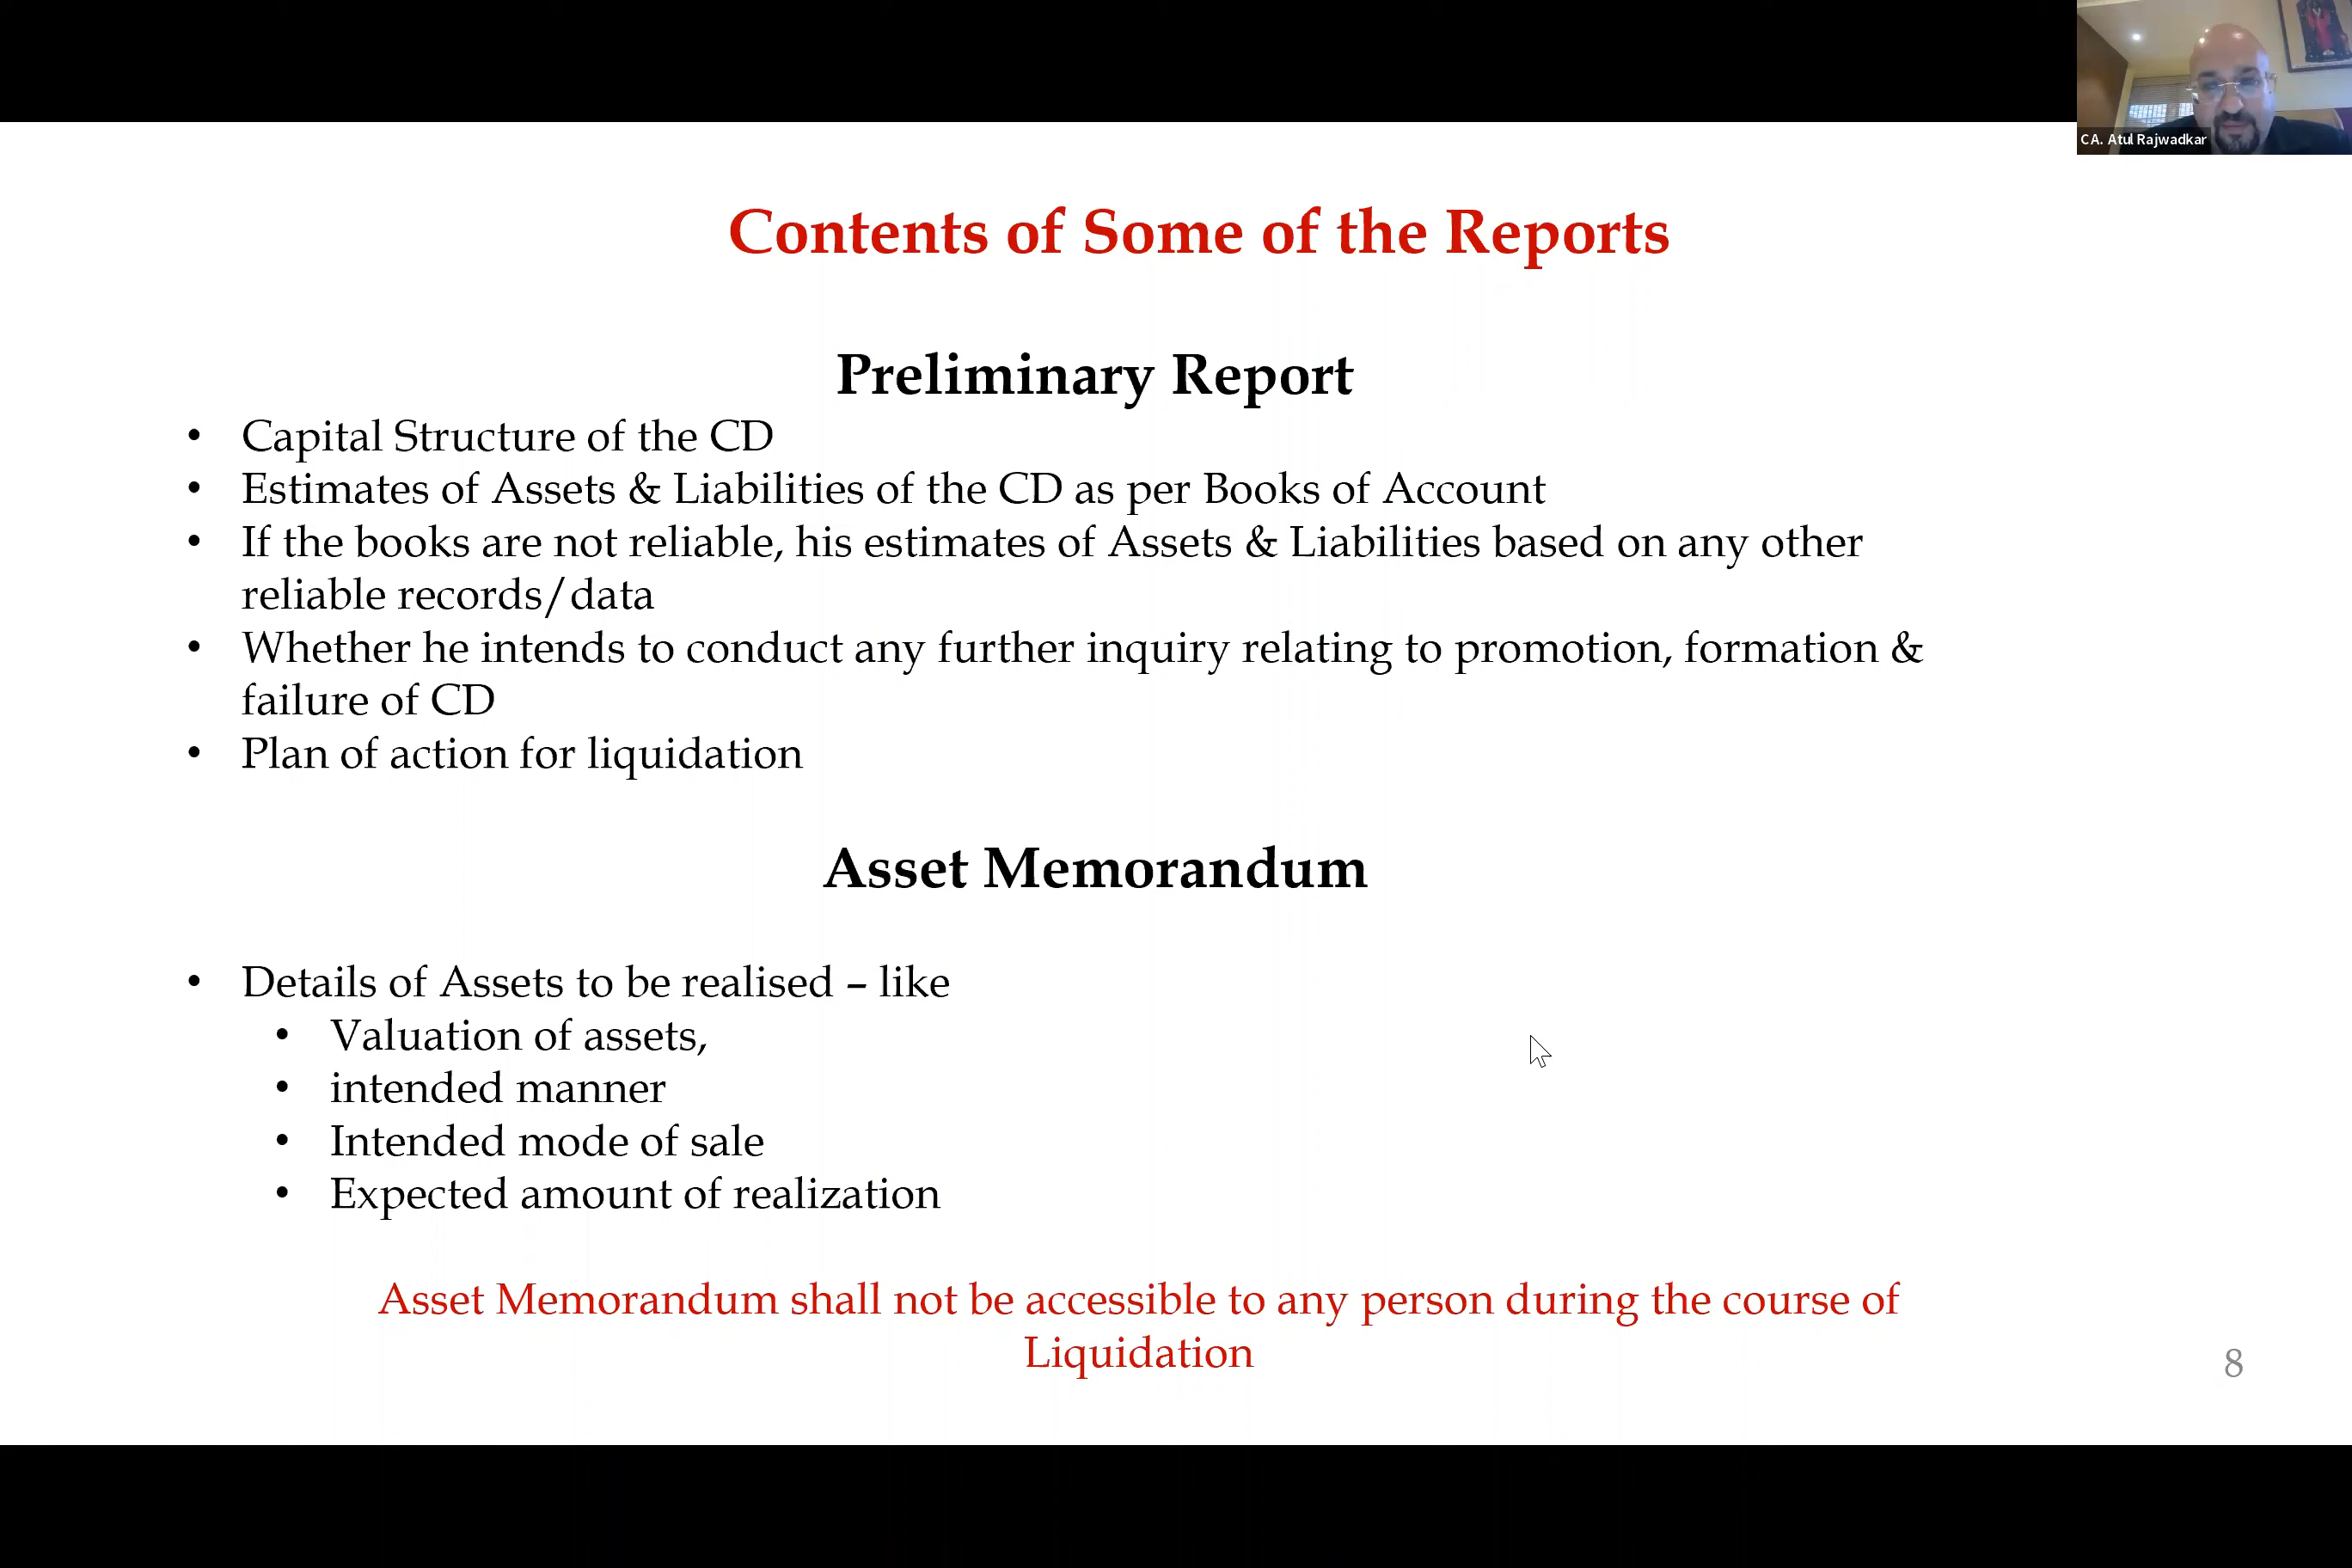 CA. Atul Rajwadkar
Contents of Some of the Reports
Preliminary Report
• Capital Structure of the CD
• Estimates of Assets & Liabilities of the CD as per Books of Account
• If the books are not reliable, his estimates of Assets & Liabilities based on any other
reliable records/data
• Whether he intends to conduct any further inquiry relating to promotion, formation &
failure of CD
• Plan of action for liquidation
Asset Memorandum
• Details of Assets to be realised – like
• Valuation of assets,
• intended manner
• Intended mode of sale
• Expected amount of realization
Asset Memorandum shall not be accessible to any person during the course of
Liquidation
8